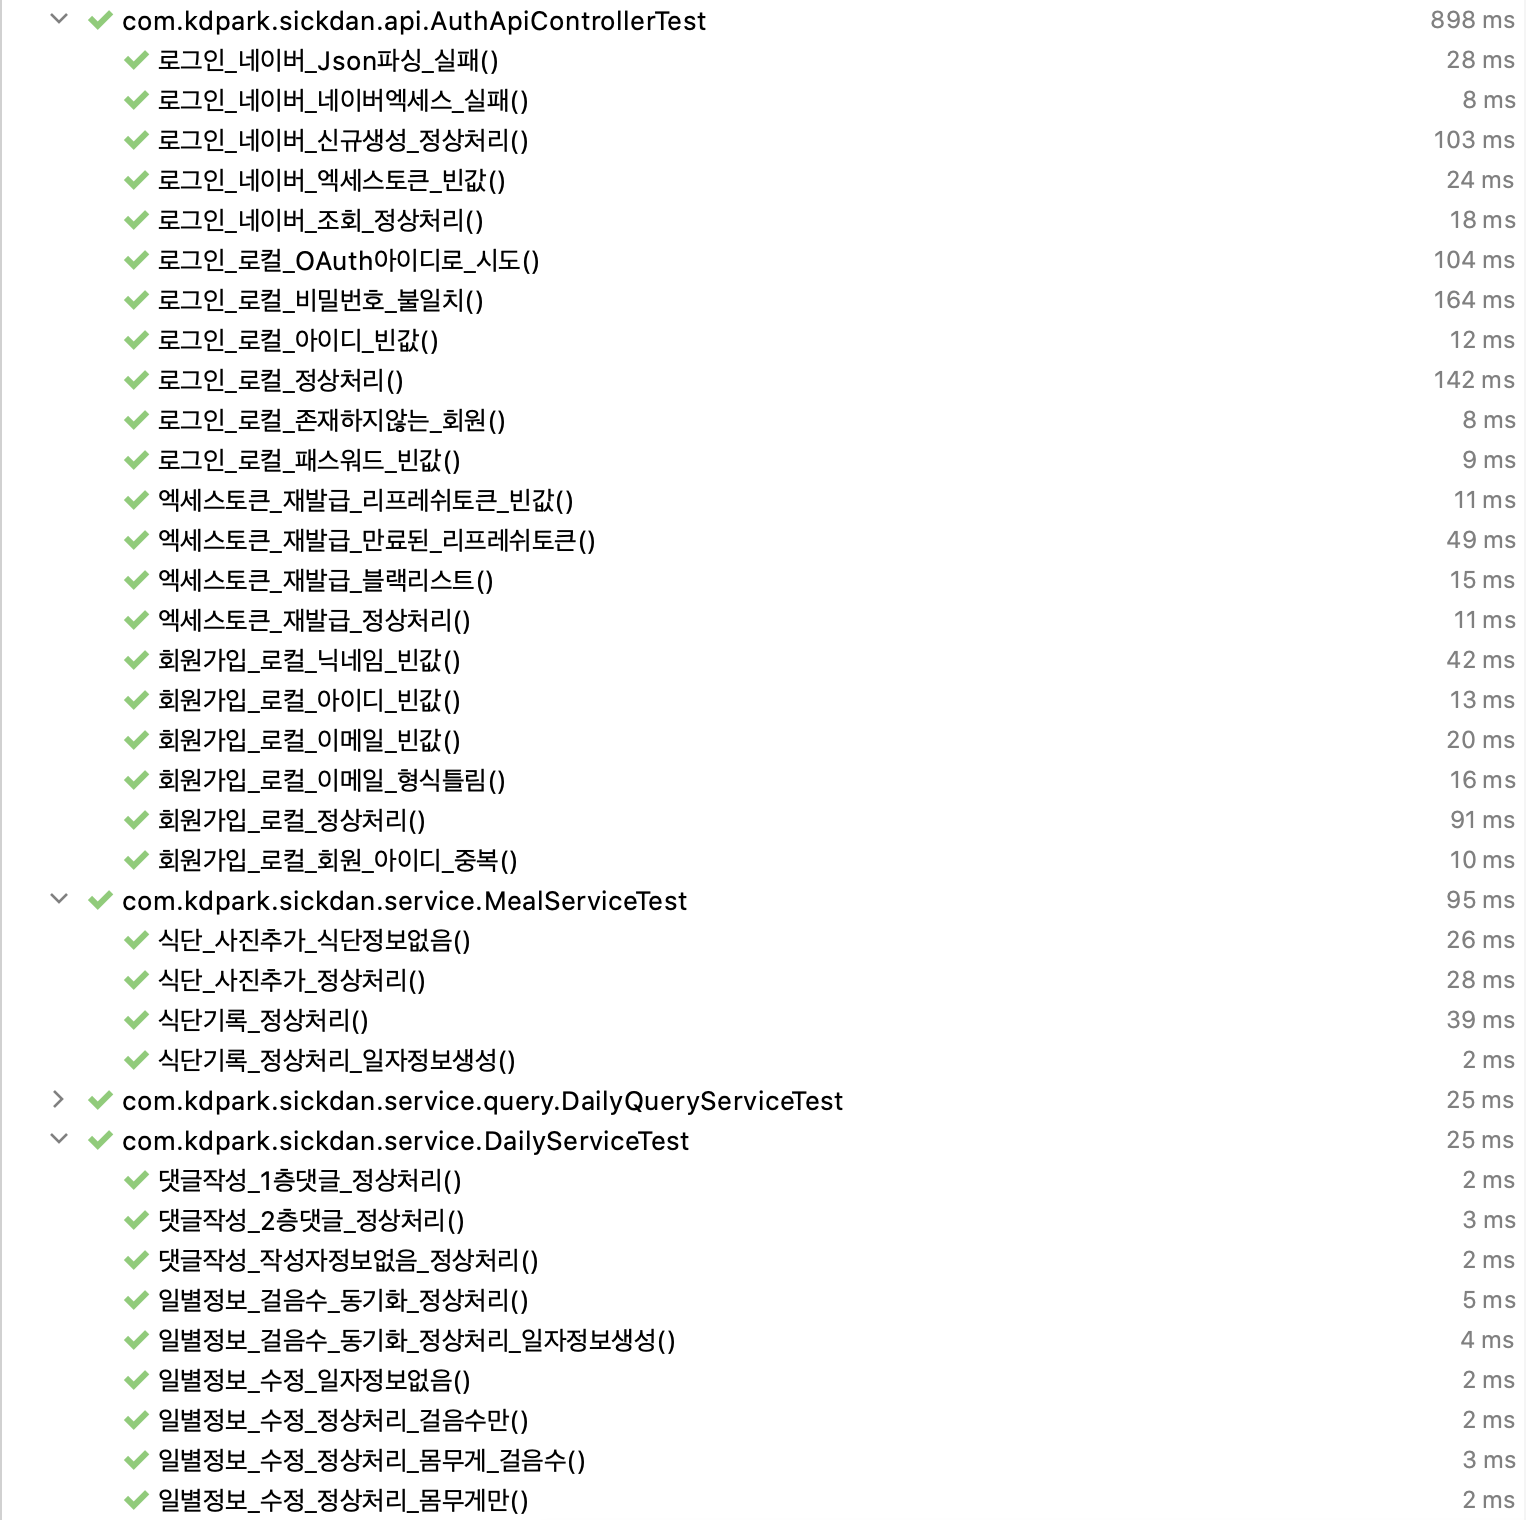 com.kdpark.sickdan.api.AuthApiControllerTest 898 ms
로그인_네이버_Json파싱_실패() 28 ms
로그인_네이버_네이버엑세스_실패() 8 ms
로그인_네이버_신규생성_정상처리() 103 ms
로그인_네이버_엑세스토큰_빈값() 24 ms
로그인_네이버_조회_정상처리() 18 ms
로그인_로컬_OAuth아이디로_시도() 104 ms
로그인_로컬_비밀번호_불일치() 164 ms
로그인_로컬_아이디_빈값() 12 ms
로그인_로컬_정상처리() 142 ms
로그인_로컬_존재하지않는_회원() 8 ms
로그인_로컬_패스워드_빈값() 9 ms
엑세스토큰_재발급_리프레쉬토큰_빈값() 11 ms
엑세스토큰_재발급_만료된_리프레쉬토큰() 49 ms
엑세스토큰_재발급_블랙리스트() 15 ms
엑세스토큰_재발급_정상처리() 11 ms
회원가입_로컬_닉네임_빈값() 42 ms
회원가입_로컬_아이디_빈값() 13 ms
회원가입_로컬_이메일_빈값() 20 ms
회원가입_로컬_이메일_형식틀림() 16 ms
회원가입_로컬_정상처리() 91 ms
회원가입_로컬_회원_아이디_중복() 10 ms
com.kdpark.sickdan.service.MealServiceTest 95 ms
식단_사진추가_식단정보없음() 26 ms
식단_사진추가_정상처리() 28 ms
식단기록_정상처리() 39 ms
식단기록_정상처리_일자정보생성() 2 ms
com.kdpark.sickdan.service.query.DailyQueryServiceTest 25 ms
com.kdpark.sickdan.service.DailyServiceTest 25 ms
댓글작성_1층댓글_정상처리() 2 ms
댓글작성_2층댓글_정상처리() 3 ms
댓글작성_작성자정보없음_정상처리() 2 ms
일별정보_걸음수_동기화_정상처리() 5 ms
일별정보_걸음수_동기화_정상처리_일자정보생성() 4 ms
일별정보_수정_일자정보없음() 2 ms
일별정보_수정_정상처리_걸음수만() 2 ms
일별정보_수정_정상처리_몸무게_걸음수() 3 ms
일별정보_수정_정상처리_몸무게만() 2 ms